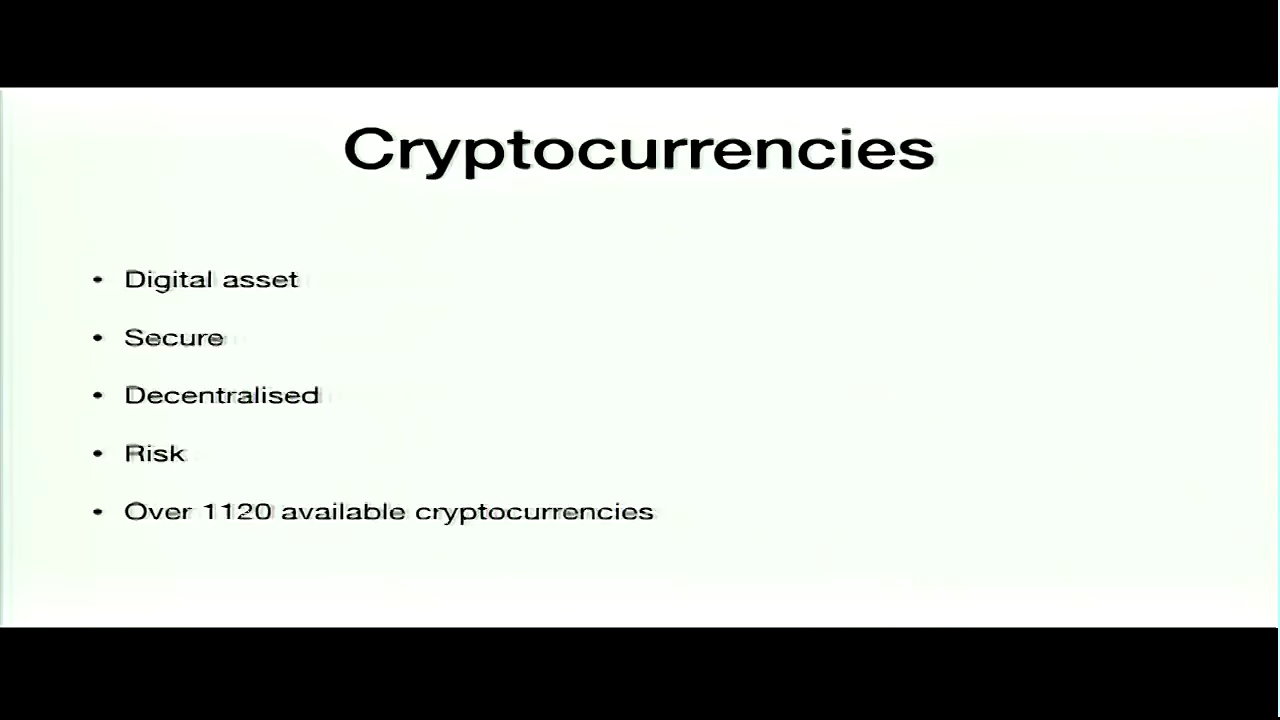 Cryptocurrencies
• Digital asset
• Secure
• Decentralised
• Risk
• Over 1120 available cryptocurrencies